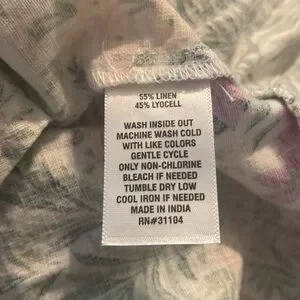 55% LINEN
45% LYOCELL
WASH INSIDE OUT
MACHINE WASH COLD
WITH LIKE COLORS
GENTLE CYCLE
ONLY NON-CHLORINE
BLEACH IF NEEDED
TUMBLE DRY LOW
COOL IRON IF NEEDED
MADE IN INDIA
RN#31104